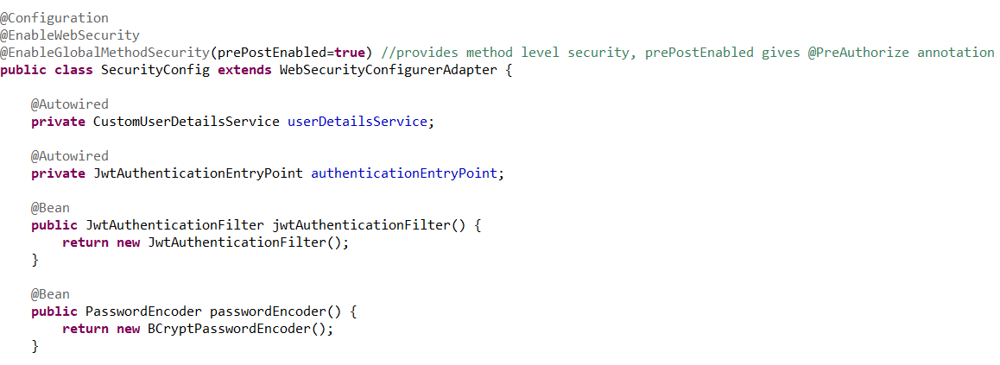 @Configuration
@EnableWebSecurity
@EnableGlobalMethodSecurity(prePostEnabled=true) //provides method level security, prePostEnabled gives @PreAuthorize annotation
public class SecurityConfig extends WebSecurityConfigurerAdapter {
@Autowired
private CustomUserDetailsService userDetailsService;
@Autowired
private JwtAuthenticationEntryPoint authenticationEntryPoint;
@Bean
public JwtAuthenticationFilter jwtAuthenticationFilter() {
return new JwtAuthenticationFilter();
}
@Bean
public PasswordEncoder passwordEncoder() {
return new BCryptPasswordEncoder();
}